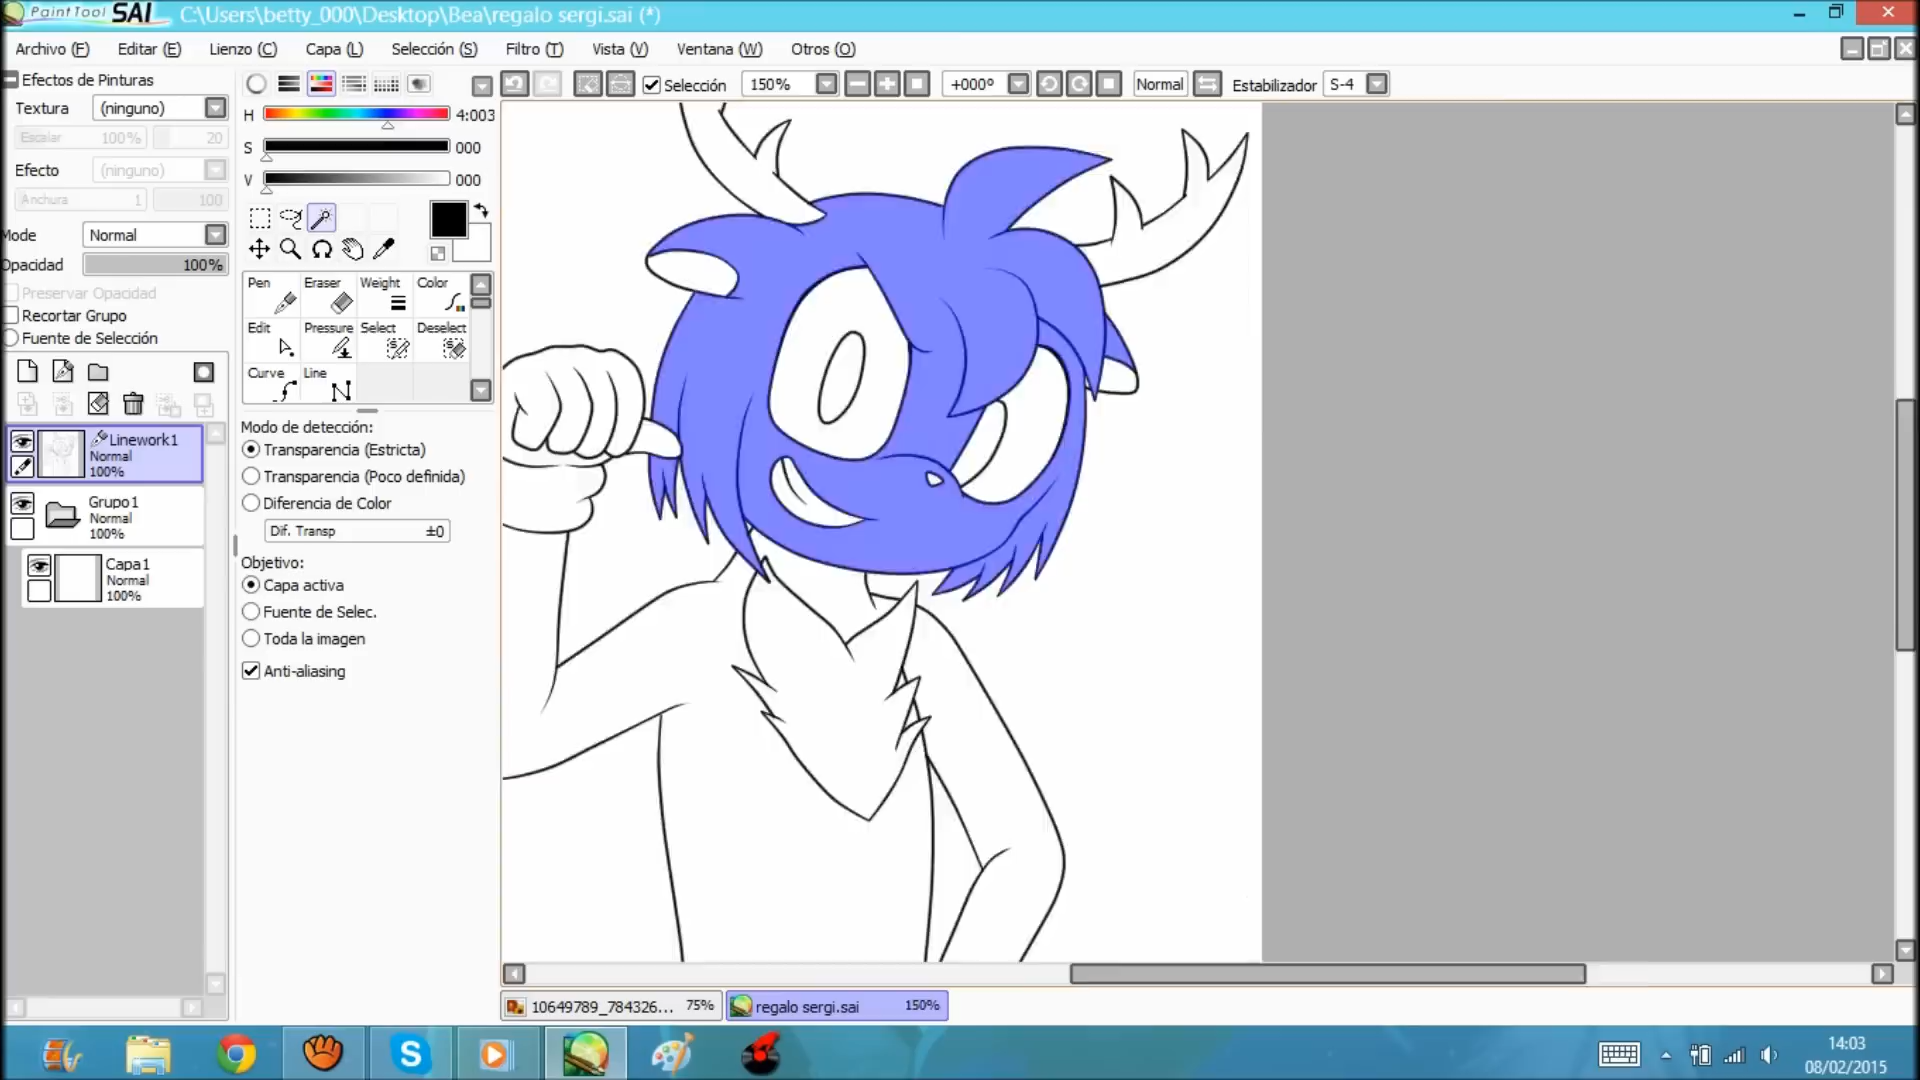 PaintTool SAI C:\Users\betty_000\Desktop\Bea\regalo sergi.sai (*)
Archivo (F) Editar (E) Lienzo (C) Capa (L) Selección (S) Filtro (T) Vista (V) Ventana (W) Otros (O)
Selección 150% +000º Normal Estabilizador S-4
Efectos de Pinturas
Textura (ninguno)
Escalar 100% 20
Efecto (ninguno)
Anchura 1 100
Mode Normal
Opacidad 100%
Preservar Opacidad
Recortar Grupo
Fuente de Selección
Linework1
Normal
100%
Grupo1
Normal
100%
Capa1
Normal
100%
H 4:003
S 000
V 000
Pen Eraser Weight Color
Edit Pressure Select Deselect
Curve Line
Modo de detección:
Transparencia (Estricta)
Transparencia (Poco definida)
Diferencia de Color
Dif. Transp ±0
Objetivo:
Capa activa
Fuente de Selec.
Toda la imagen
Anti-aliasing
10649789_784326... 75% regalo sergi.sai 150%
14:03
08/02/2015